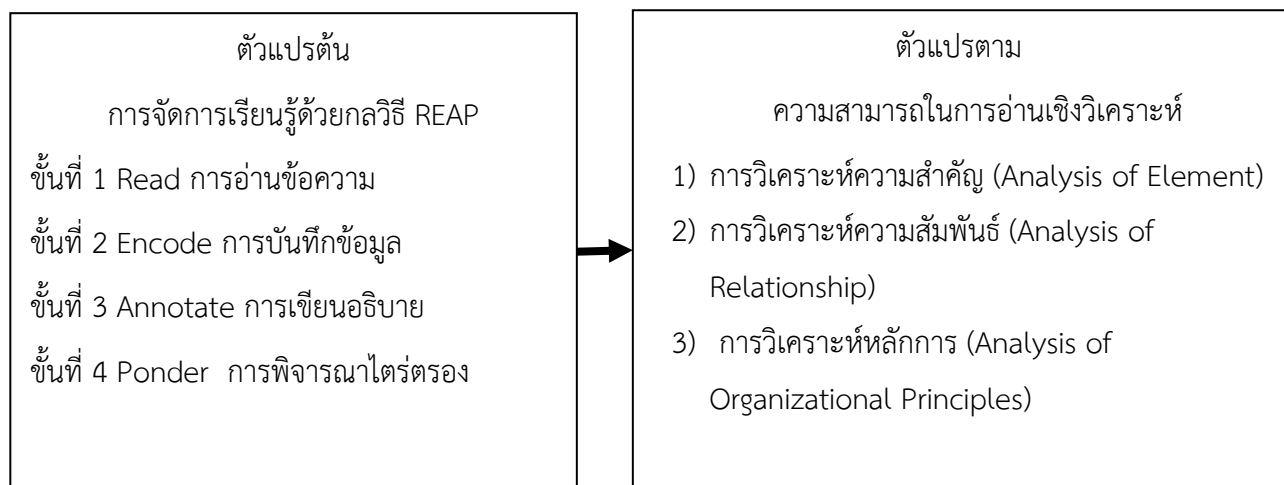 ตัวแปรต้น
การจัดการเรียนรู้ด้วยกลวิธี REAP
ขั้นที่ 1 Read การอ่านข้อความ
ขั้นที่ 2 Encode การบันทึกข้อมูล
ขั้นที่ 3 Annotate การเขียนอธิบาย
ขั้นที่ 4 Ponder การพิจารณาไตร่ตรอง
ตัวแปรตาม
ความสามารถในการอ่านเชิงวิเคราะห์
1) การวิเคราะห์ความสำคัญ (Analysis of Element)
2) การวิเคราะห์ความสัมพันธ์ (Analysis of
Relationship)
3) การวิเคราะห์หลักการ (Analysis of
Organizational Principles)